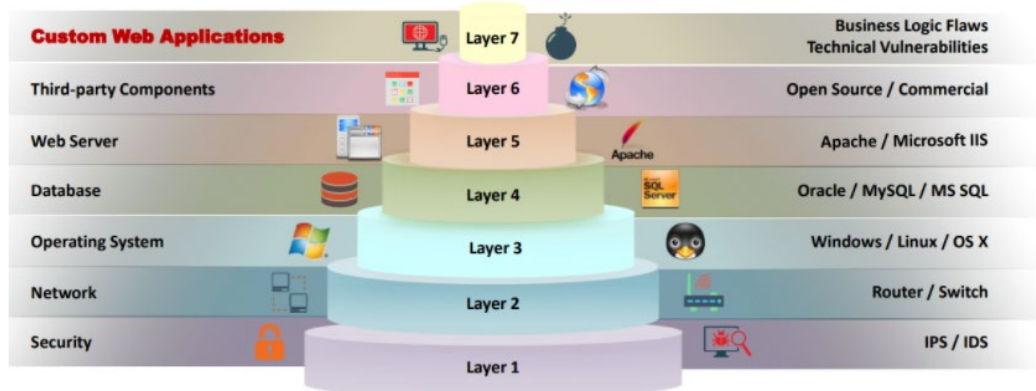 Custom Web Applications
Layer 7
Business Logic Flaws
Technical Vulnerabilities
Third-party Components
Layer 6
Open Source / Commercial
Web Server
Layer 5
Apache
Apache / Microsoft IIS
Database
Layer 4
SQL
Server
Oracle / MySQL / MS SQL
Operating System
Layer 3
Windows / Linux / OS X
Network
Layer 2
Router / Switch
Security
Layer 1
IPS / IDS